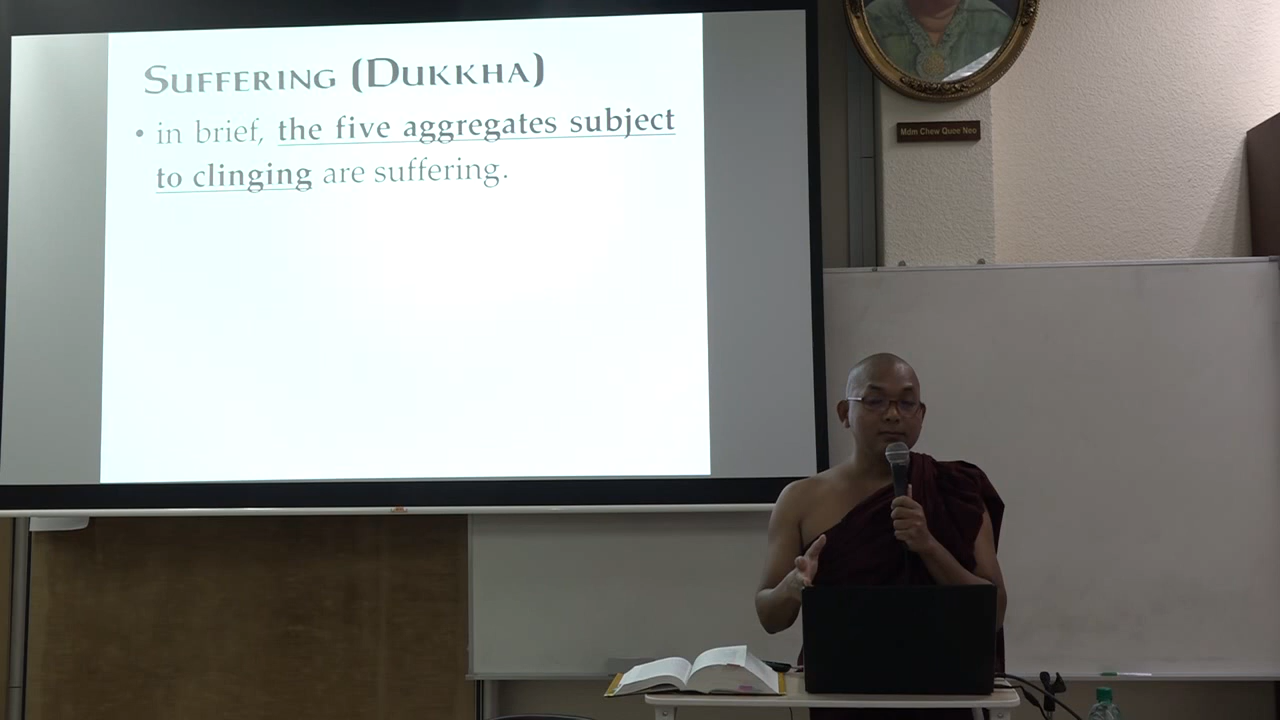 SUFFERING (DUKKHA)
• in brief, the five aggregates subject
to clinging are suffering.
Mdm Chew Quee Neo